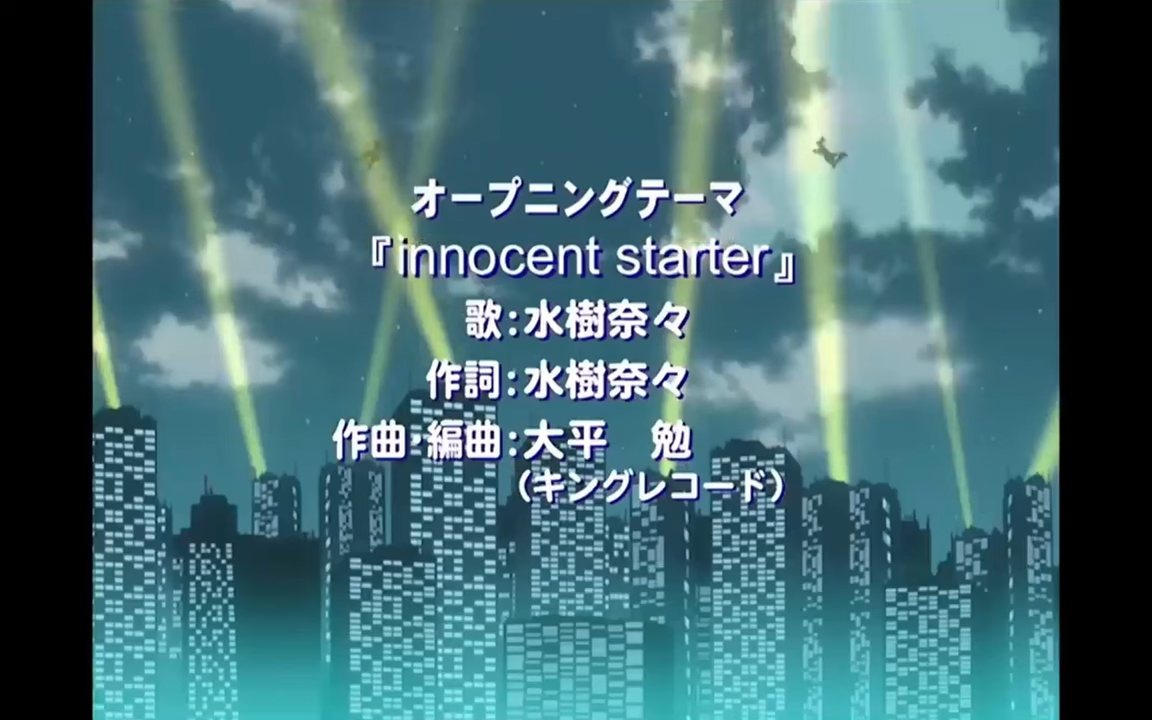 オープニングテーマ
『innocent starter』
歌:水樹奈々
作詞:水樹奈々
作曲・編曲:大平　勉
(キングレコード)